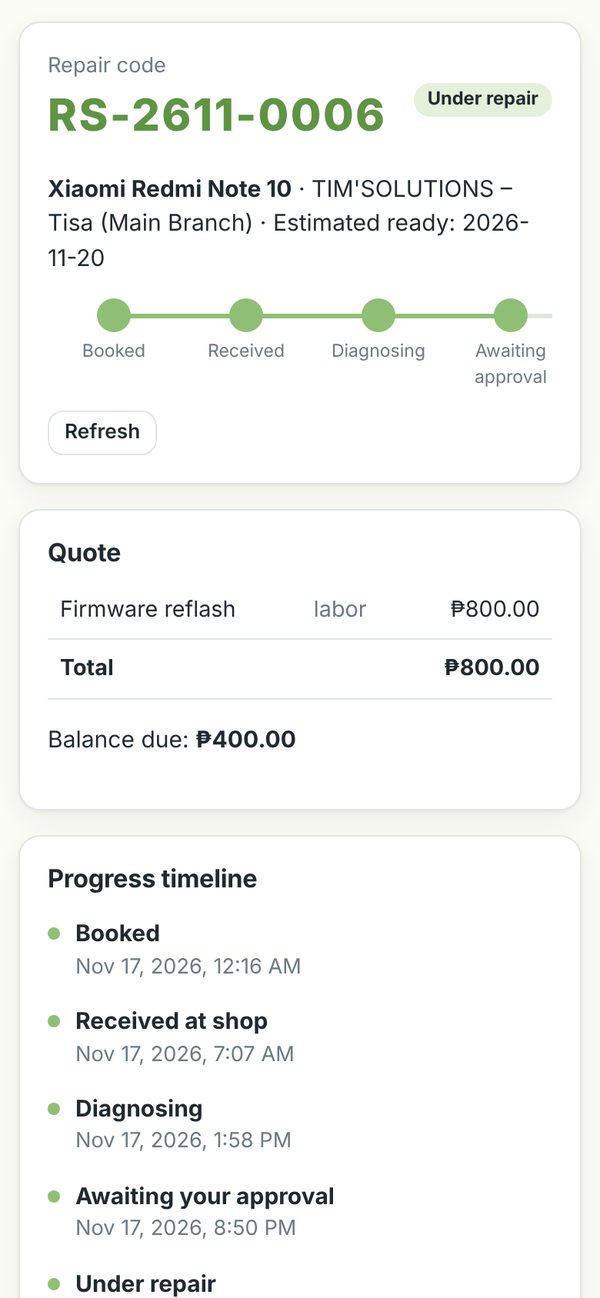 Repair code
RS-2611-0006
Under repair
Xiaomi Redmi Note 10 · TIM'SOLUTIONS –
Tisa (Main Branch) · Estimated ready: 2026-
11-20
Booked
Received
Diagnosing
Awaiting
approval
Refresh
Quote
Firmware reflash labor ₱800.00
Total ₱800.00
Balance due: ₱400.00
Progress timeline
Booked
Nov 17, 2026, 12:16 AM
Received at shop
Nov 17, 2026, 7:07 AM
Diagnosing
Nov 17, 2026, 1:58 PM
Awaiting your approval
Nov 17, 2026, 8:50 PM
Under repair